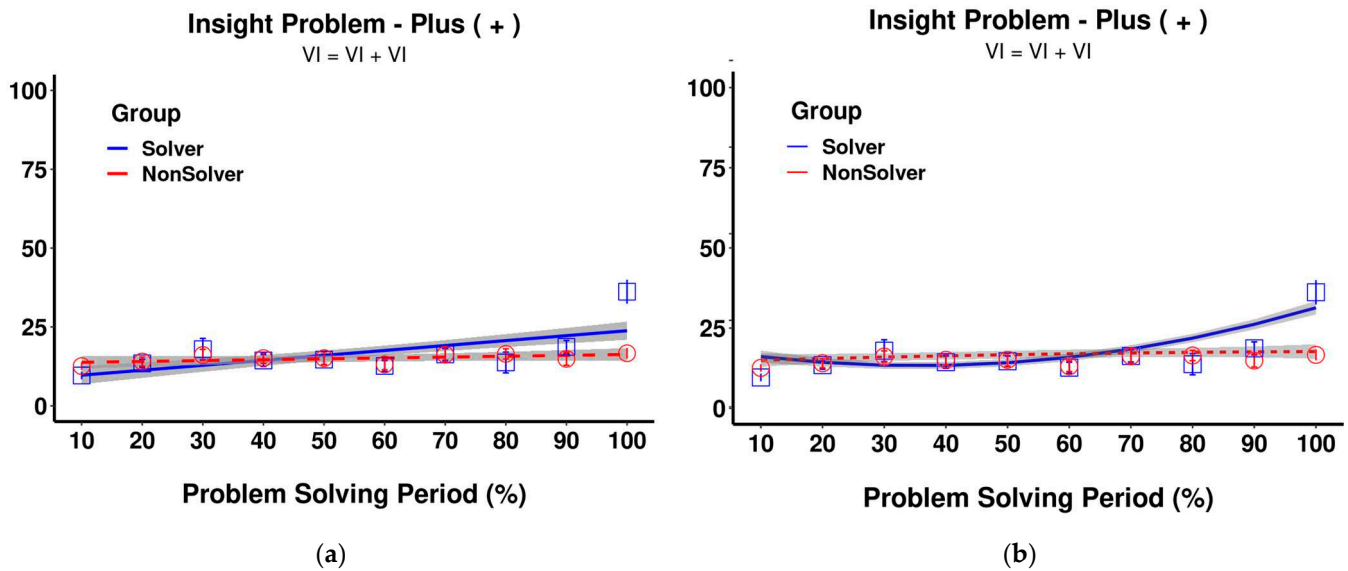 Insight Problem - Plus ( + )
VI = VI + VI
100
75
50
25
0
Group
Solver
NonSolver
10 20 30 40 50 60 70 80 90 100
Problem Solving Period (%)
(a)
Insight Problem - Plus ( + )
VI = VI + VI
100
75
50
25
0
Group
Solver
NonSolver
10 20 30 40 50 60 70 80 90 100
Problem Solving Period (%)
(b)